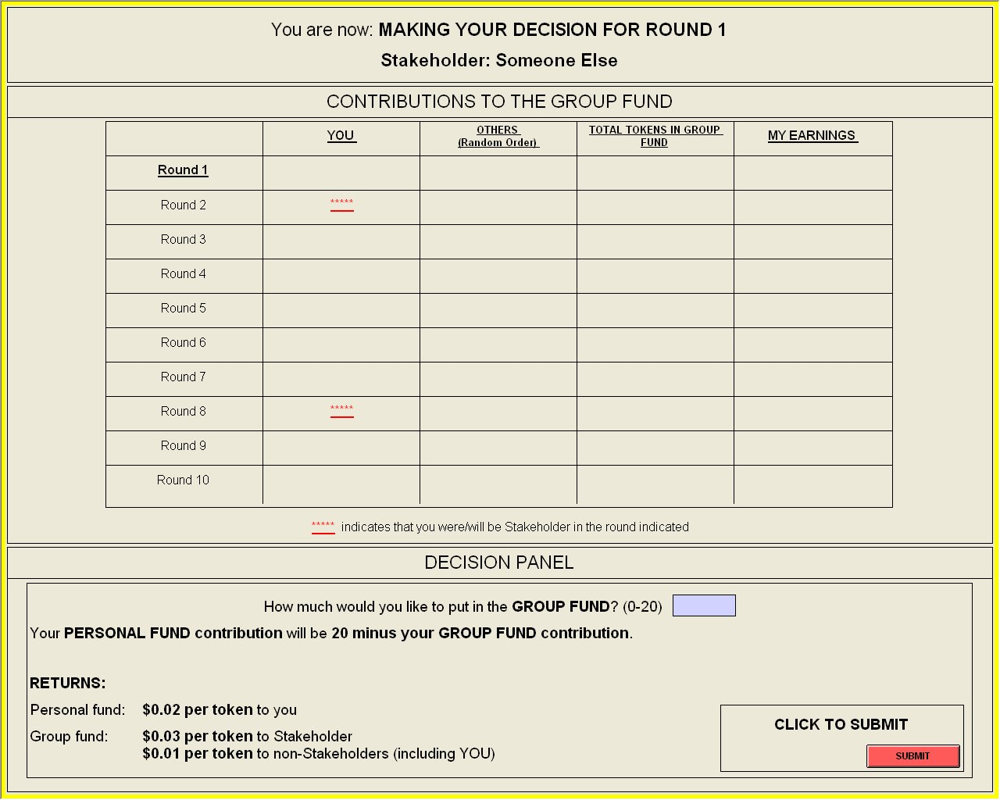 You are now: MAKING YOUR DECISION FOR ROUND 1
Stakeholder: Someone Else
CONTRIBUTIONS TO THE GROUP FUND
YOU
OTHERS
(Random Order)
TOTAL TOKENS IN GROUP
FUND
MY EARNINGS
Round 1
Round 2 *****
Round 3
Round 4
Round 5
Round 6
Round 7
Round 8 *****
Round 9
Round 10
***** indicates that you were/will be Stakeholder in the round indicated
DECISION PANEL
How much would you like to put in the GROUP FUND? (0-20)
Your PERSONAL FUND contribution will be 20 minus your GROUP FUND contribution.
RETURNS:
Personal fund: $0.02 per token to you
Group fund: $0.03 per token to Stakeholder
$0.01 per token to non-Stakeholders (including YOU)
CLICK TO SUBMIT
SUBMIT